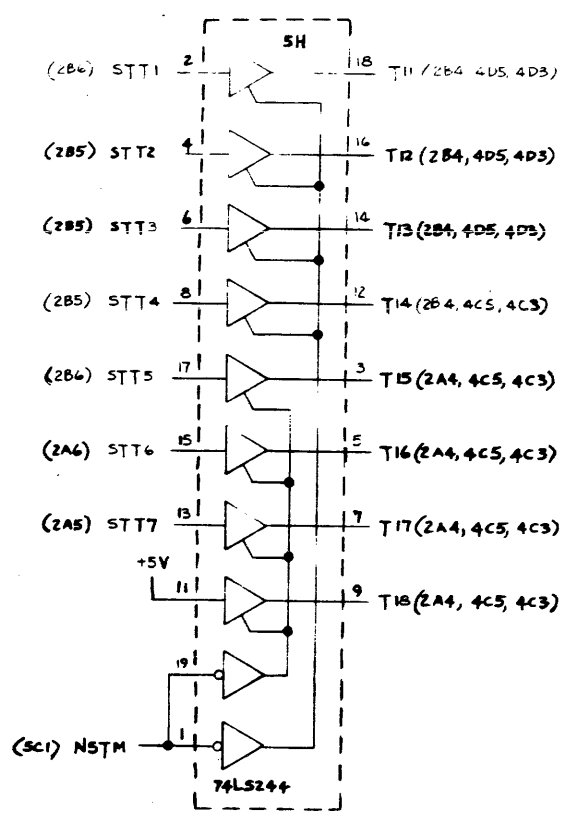 5H
(2B6) STT1 2 18 T11 (2B4 4D5, 4D3)
(2B5) STT2 4 16 T12 (2B4, 4D5, 4D3)
(2B5) STT3 6 14 T13 (2B4, 4D5, 4D3)
(2B5) STT4 8 12 T14 (2B4, 4C5, 4C3)
(2B6) STT5 17 3 T15 (2A4, 4C5, 4C3)
(2A6) STT6 15 5 T16 (2A4, 4C5, 4C3)
(2A5) STT7 13 7 T17 (2A4, 4C5, 4C3)
+5V 11 9 T18 (2A4, 4C5, 4C3)
19
(5C1) NSTM 1
74LS244